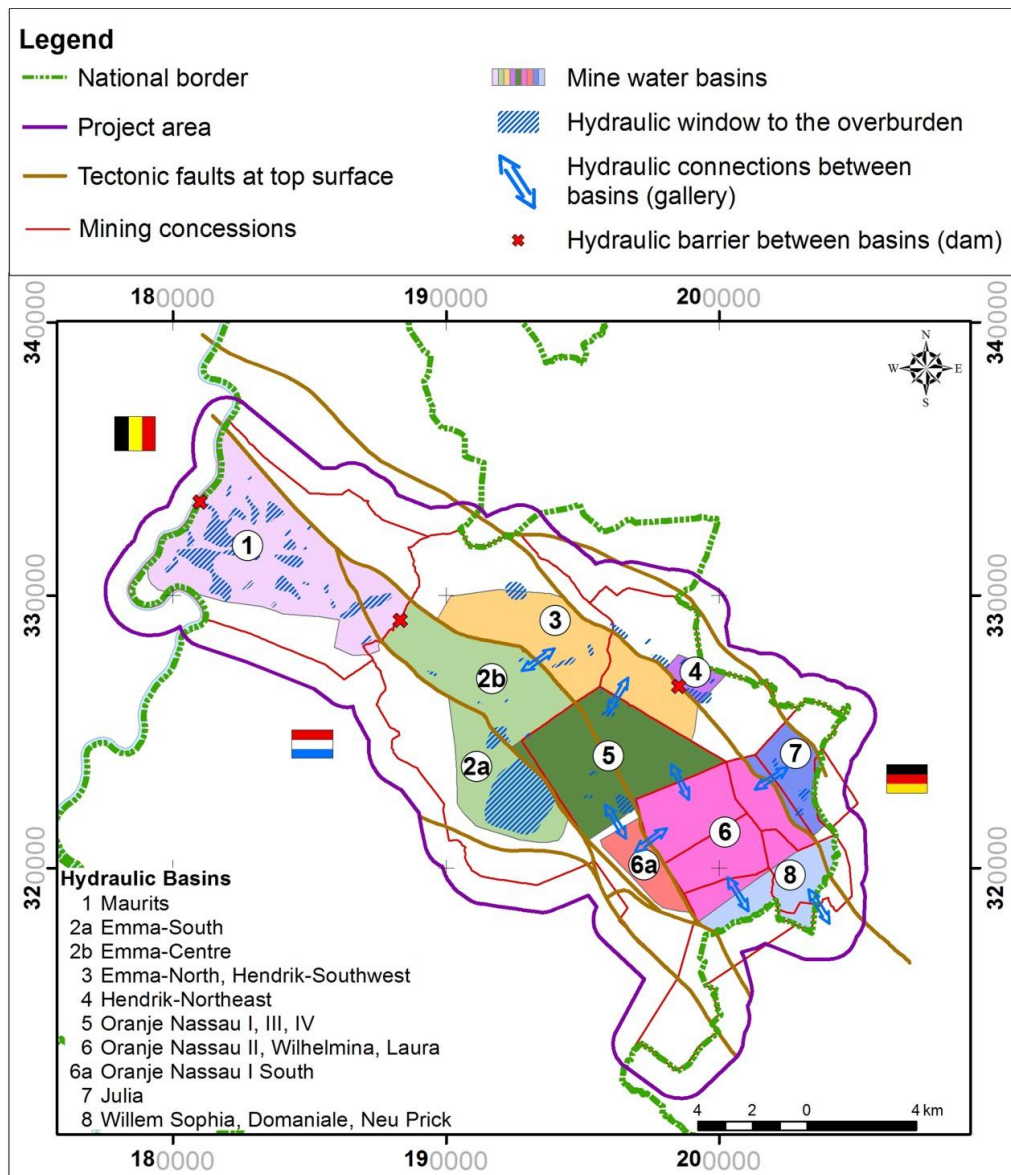 Legend
National border
Project area
Tectonic faults at top surface
Mining concessions
Mine water basins
Hydraulic window to the overburden
Hydraulic connections between
basins (gallery)
Hydraulic barrier between basins (dam)
180000 190000 200000
340000 340000
N
W E
S
1
330000 330000
3
4
2b
5
7
2a
6
6a
8
320000 320000
Hydraulic Basins
1 Maurits
2a Emma-South
2b Emma-Centre
3 Emma-North, Hendrik-Southwest
4 Hendrik-Northeast
5 Oranje Nassau I, III, IV
6 Oranje Nassau II, Wilhelmina, Laura
6a Oranje Nassau I South
7 Julia
8 Willem Sophia, Domaniale, Neu Prick
4 2 0 4 km
180000 190000 200000